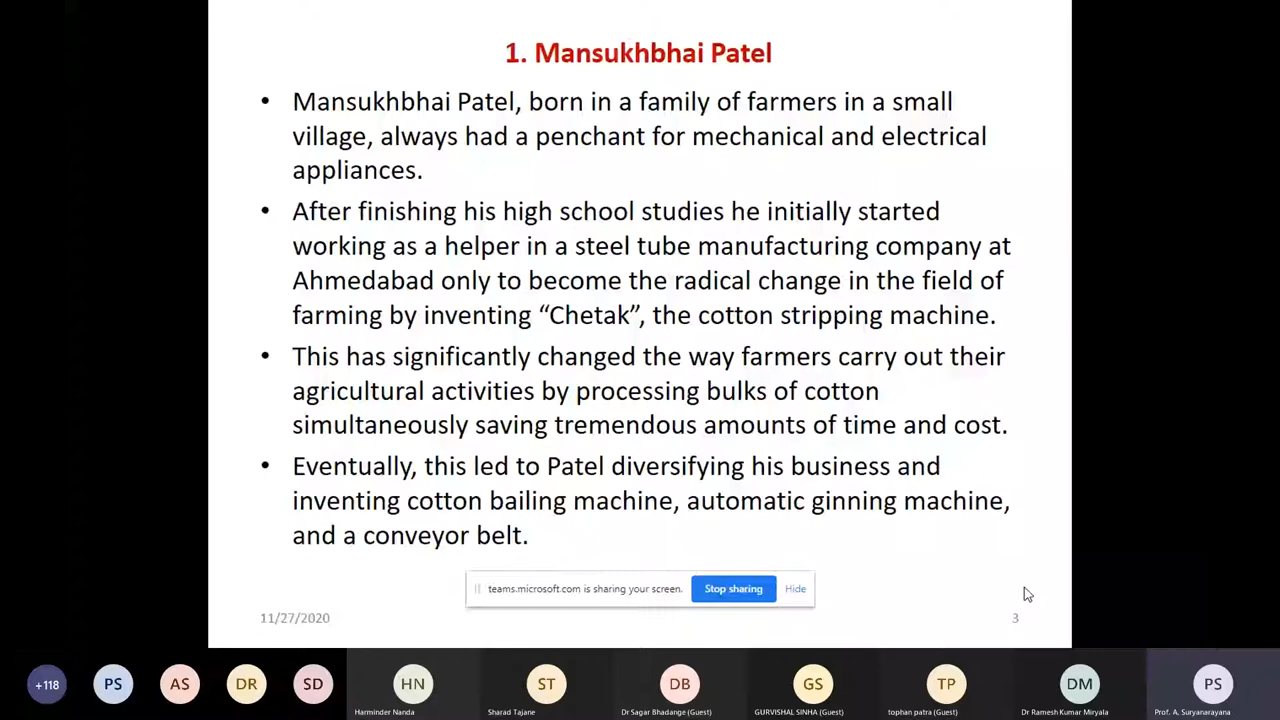 1. Mansukhbhai Patel
• Mansukhbhai Patel, born in a family of farmers in a small
village, always had a penchant for mechanical and electrical
appliances.
• After finishing his high school studies he initially started
working as a helper in a steel tube manufacturing company at
Ahmedabad only to become the radical change in the field of
farming by inventing “Chetak”, the cotton stripping machine.
• This has significantly changed the way farmers carry out their
agricultural activities by processing bulks of cotton
simultaneously saving tremendous amounts of time and cost.
• Eventually, this led to Patel diversifying his business and
inventing cotton bailing machine, automatic ginning machine,
and a conveyor belt.
teams.microsoft.com is sharing your screen. Stop sharing Hide
11/27/2020 3
+118 PS AS DR SD HN ST DB GS TP DM PS
Harminder Nanda Sharad Tajane Dr Sagar Bhadange (Guest) GURVISHAL SINHA (Guest) tophan patra (Guest) Dr Ramesh Kumar Miryala Prof. A. Suryanarayana